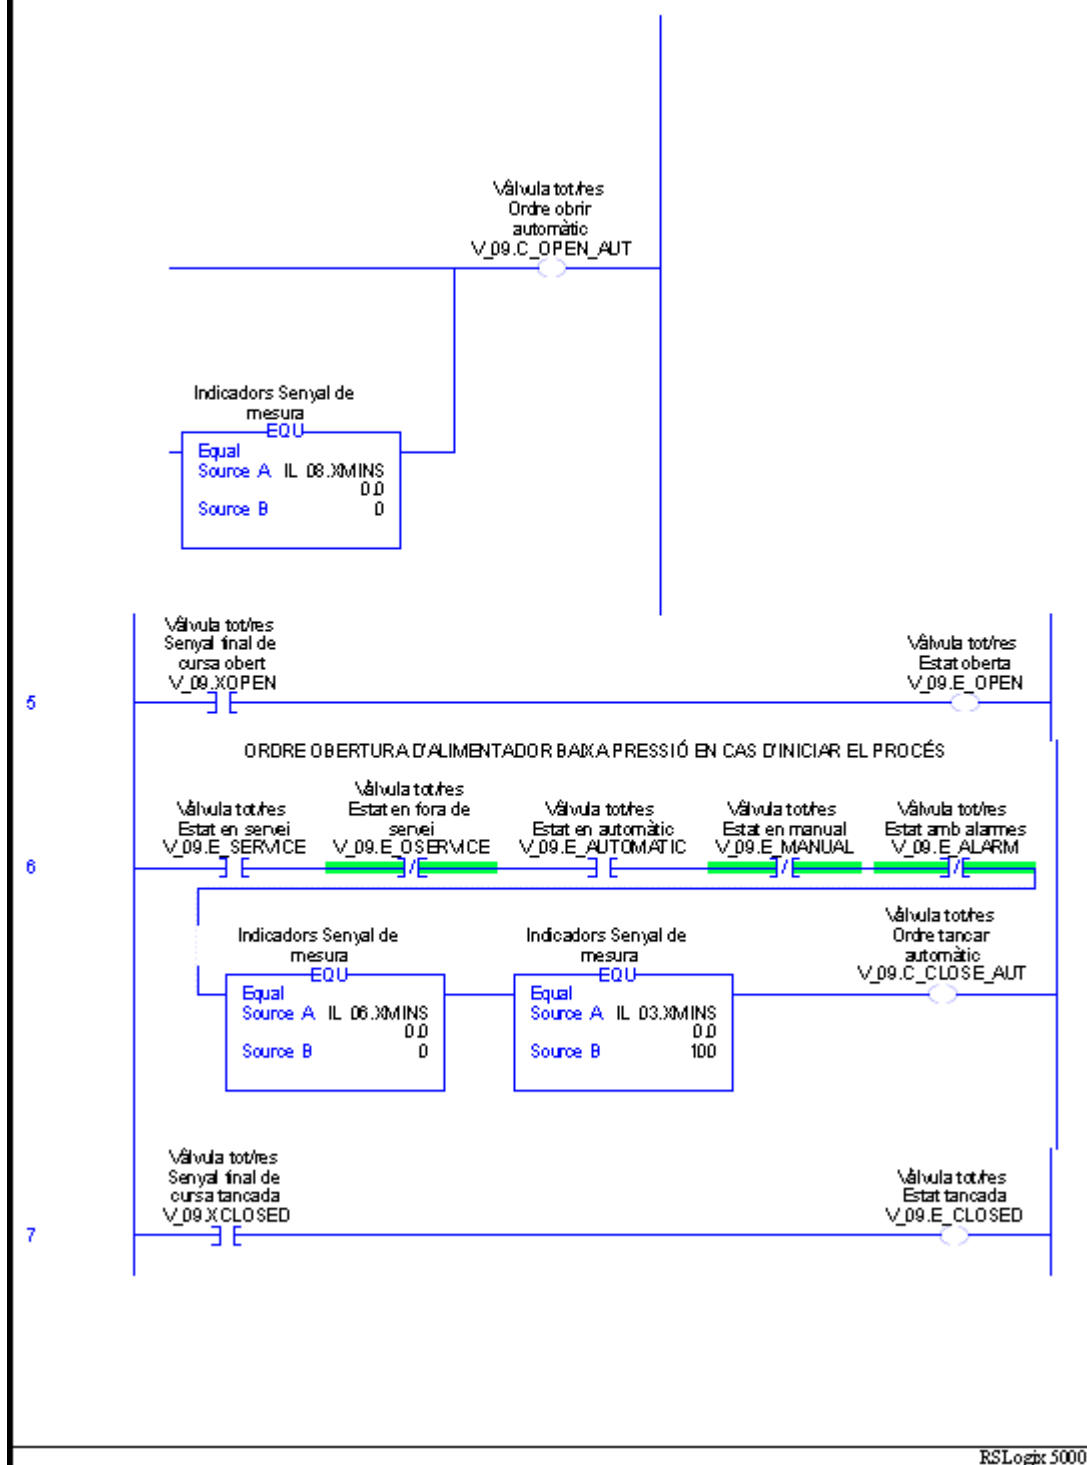 Vàlvula tot/res
Ordre obrir
automàtic
V_09.C_OPEN_AUT
Indicadors Senyal de
mesura
EQU
Equal
Source A IL_08.XMINS
0.0
Source B 0
Vàlvula tot/res
Senyal final de
cursa obert
V_09.XOPEN
Vàlvula tot/res
Estat oberta
V_09.E_OPEN
5
ORDRE OBERTURA D'ALIMENTADOR BAIXA PRESSIÓ EN CAS D'INICIAR EL PROCÉS
Vàlvula tot/res
Estat en servei
V_09.E_SERVICE
Vàlvula tot/res
Estat en fora de
servei
V_09.E_OSERVICE
Vàlvula tot/res
Estat en automàtic
V_09.E_AUTOMATIC
Vàlvula tot/res
Estat en manual
V_09.E_MANUAL
Vàlvula tot/res
Estat amb alarmes
V_09.E_ALARM
6
Indicadors Senyal de
mesura
EQU
Equal
Source A IL_06.XMINS
0.0
Source B 0
Indicadors Senyal de
mesura
EQU
Equal
Source A IL_03.XMINS
0.0
Source B 100
Vàlvula tot/res
Ordre tancar
automàtic
V_09.C_CLOSE_AUT
Vàlvula tot/res
Senyal final de
cursa tancada
V_09.XCLOSED
Vàlvula tot/res
Estat tancada
V_09.E_CLOSED
7
RSLogix 5000